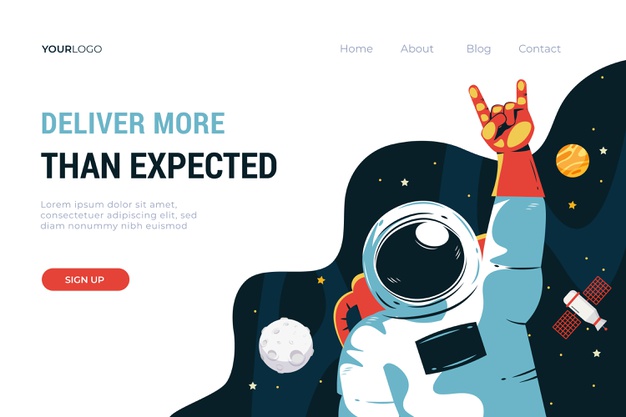 YOURLOGO
Home About Blog Contact
DELIVER MORE
THAN EXPECTED
Lorem ipsum dolor sit amet,
consectetuer adipiscing elit, sed
diam nonummy nibh euismod
SIGN UP